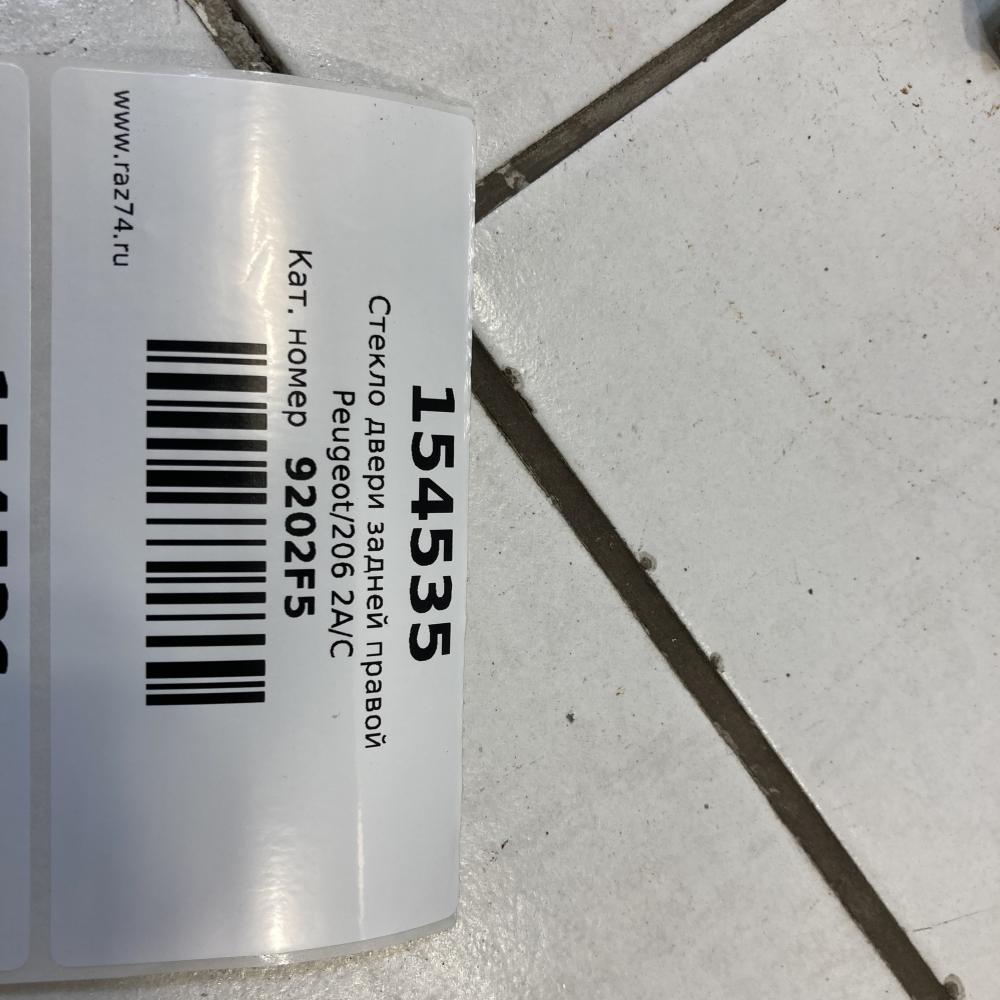 154535
Стекло двери задней правой
Peugeot/206 2A/C
Кат. номер 9202F5
www.raz74.ru